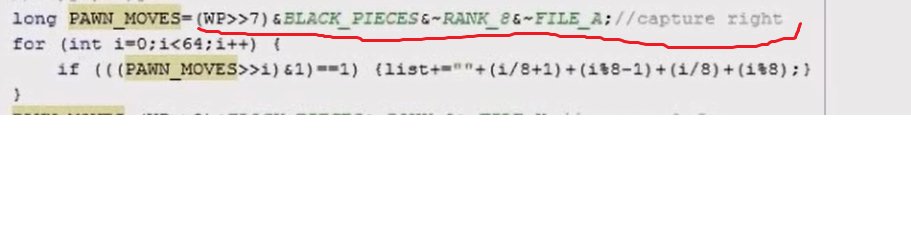 long PAWN_MOVES=(WP>>7)&BLACK_PIECES&~RANK_8&~FILE_A;//capture right
for (int i=0;i<64;i++) {
    if (((PAWN_MOVES>>i)&1)==1) {list+=""+(i/8+1)+(i%8-1)+(i/8)+(i%8);}
}